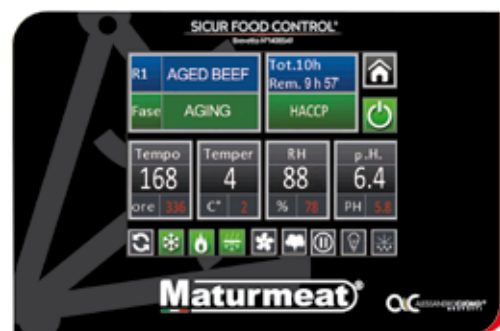 SICUR FOOD CONTROL®
R1 AGED BEEF
Tot.10h
Rem. 9 h 57'
Fase AGING
HACCP
Tempo Temper RH p.H.
168 4 88 6.4
ore 336 C° 2 % 78 PH 5.8
Maturmeat®